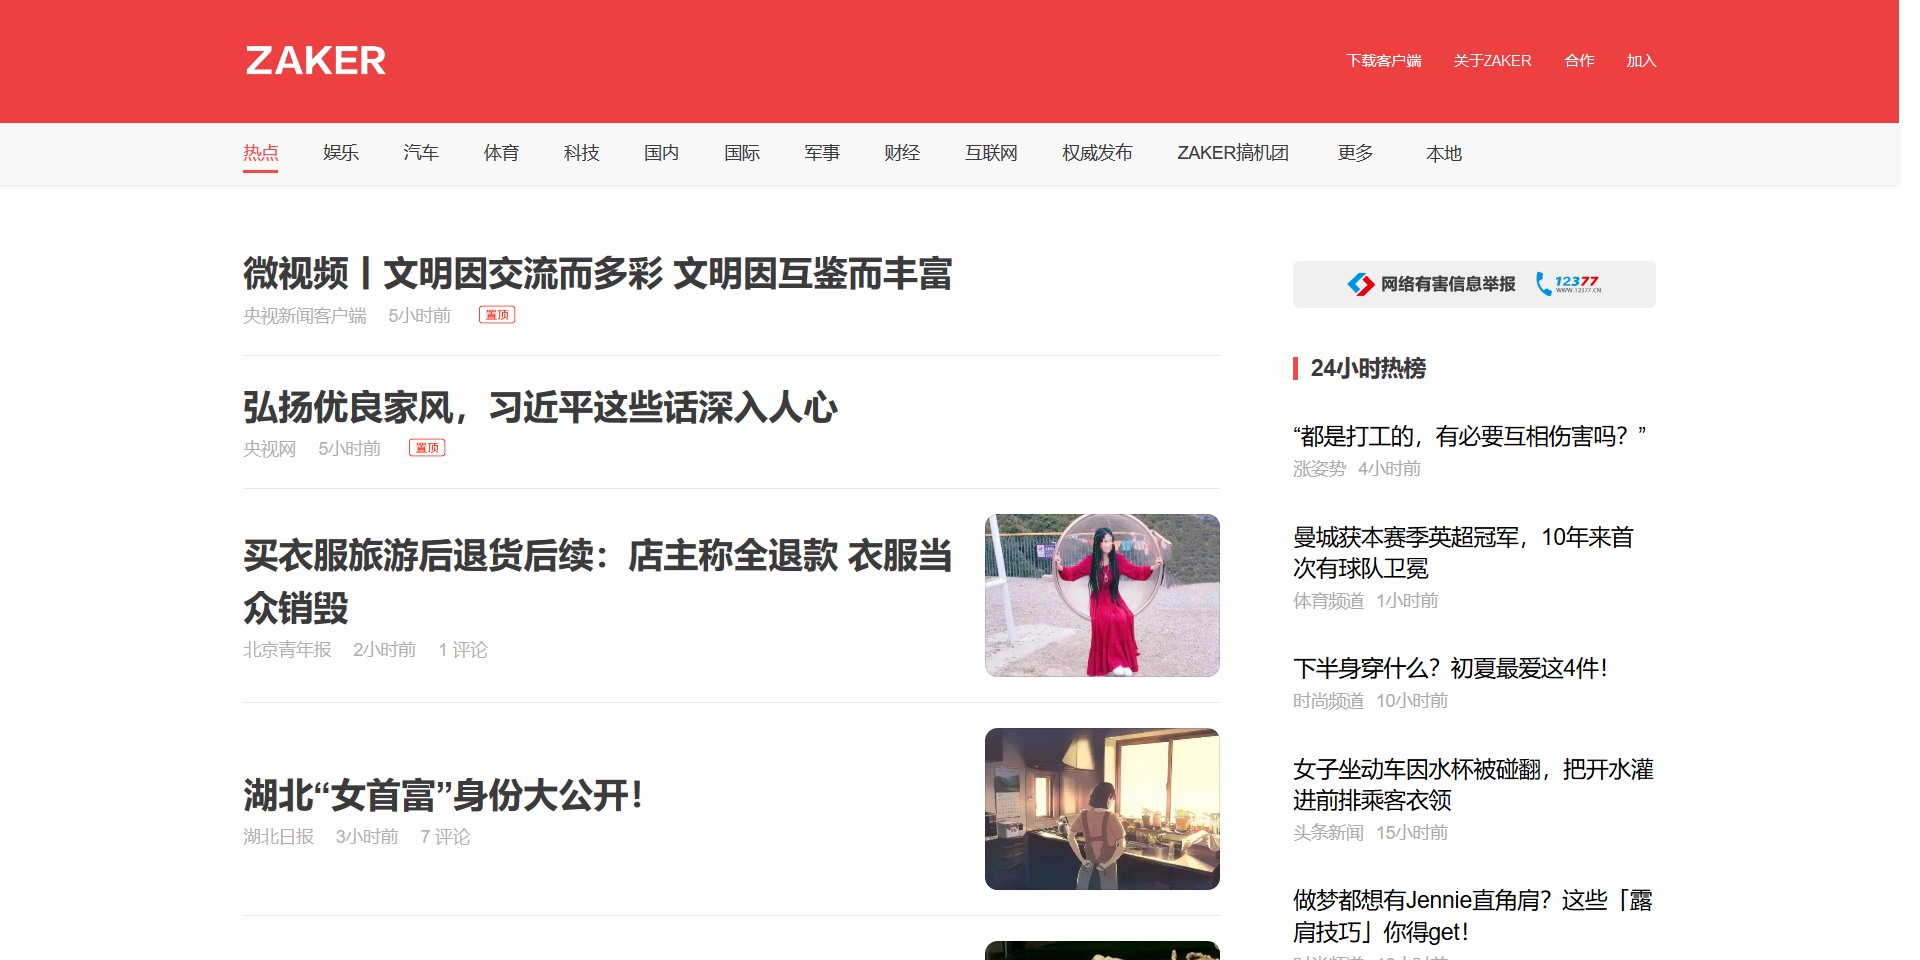 ZAKER
下载客户端 关于ZAKER 合作 加入
热点 娱乐 汽车 体育 科技 国内 国际 军事 财经 互联网 权威发布 ZAKER搞机团 更多 本地
微视频丨文明因交流而多彩 文明因互鉴而丰富
央视新闻客户端 5小时前 置顶
弘扬优良家风，习近平这些话深入人心
央视网 5小时前 置顶
买衣服旅游后退货后续：店主称全退款 衣服当
众销毁
北京青年报 2小时前 1 评论
湖北“女首富”身份大公开！
湖北日报 3小时前 7 评论
网络有害信息举报 12377
WWW.12377.CN
24小时热榜
“都是打工的，有必要互相伤害吗？”
涨姿势 4小时前
曼城获本赛季英超冠军，10年来首
次有球队卫冕
体育频道 1小时前
下半身穿什么？初夏最爱这4件！
时尚频道 10小时前
女子坐动车因水杯被碰翻，把开水灌
进前排乘客衣领
头条新闻 15小时前
做梦都想有Jennie直角肩？这些「露
肩技巧」你得get！